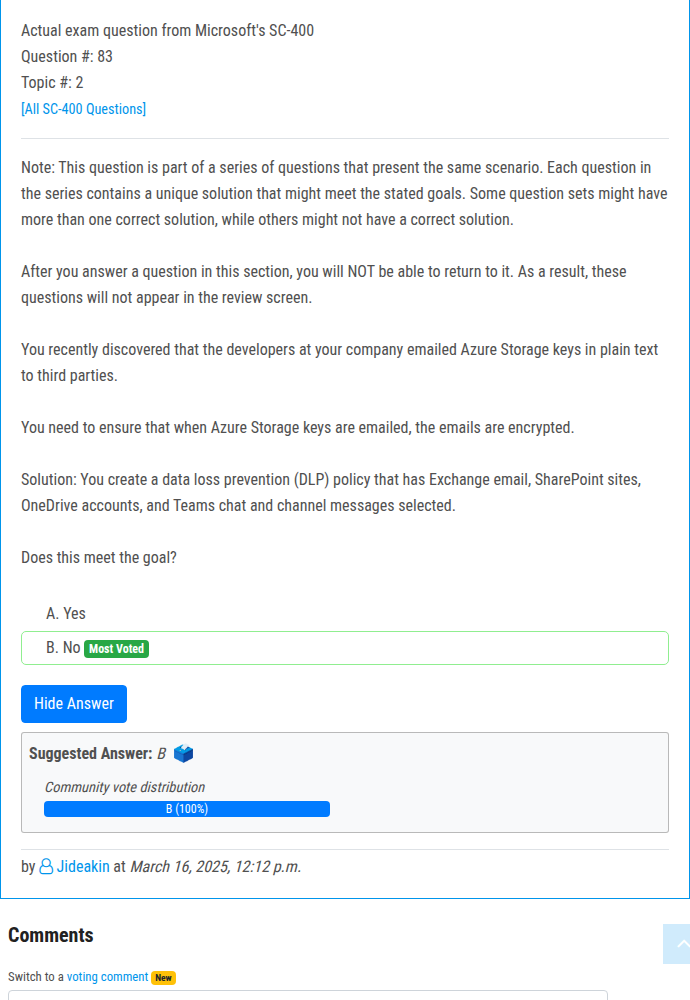 Actual exam question from Microsoft's SC-400
Question #: 83
Topic #: 2
[All SC-400 Questions]
Note: This question is part of a series of questions that present the same scenario. Each question in
the series contains a unique solution that might meet the stated goals. Some question sets might have
more than one correct solution, while others might not have a correct solution.
After you answer a question in this section, you will NOT be able to return to it. As a result, these
questions will not appear in the review screen.
You recently discovered that the developers at your company emailed Azure Storage keys in plain text
to third parties.
You need to ensure that when Azure Storage keys are emailed, the emails are encrypted.
Solution: You create a data loss prevention (DLP) policy that has Exchange email, SharePoint sites,
OneDrive accounts, and Teams chat and channel messages selected.
Does this meet the goal?
A. Yes
B. No Most Voted
Hide Answer
Suggested Answer: B
Community vote distribution
B (100%)
by Jideakin at March 16, 2025, 12:12 p.m.
Comments
Switch to a voting comment New